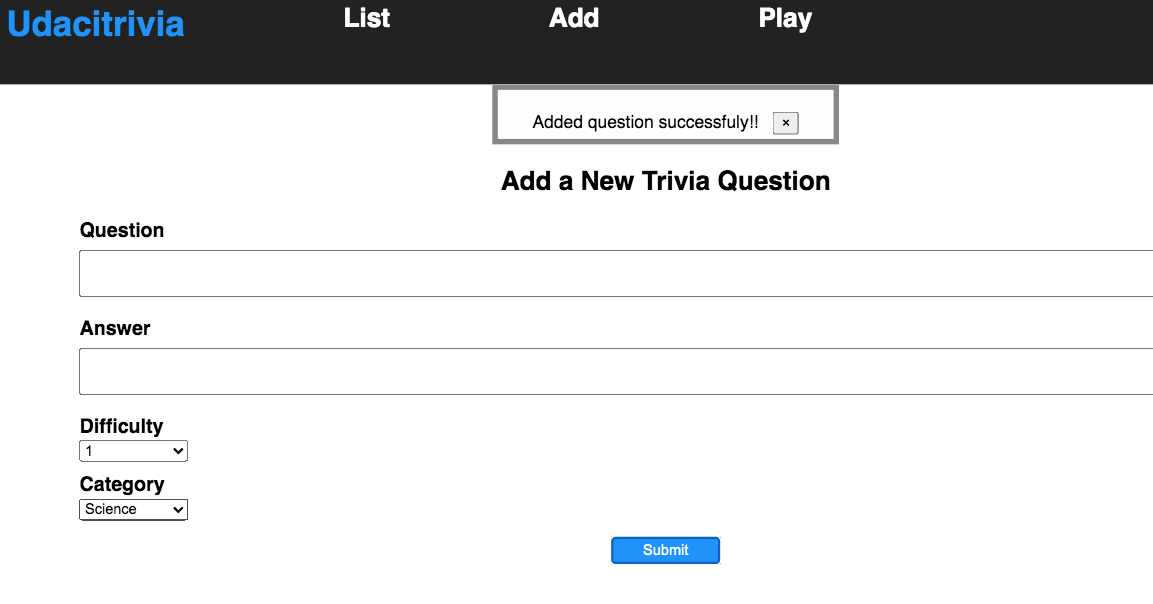 Udacitrivia List Add Play
Added question successfuly!! ×
Add a New Trivia Question
Question
Answer
Difficulty
1
Category
Science
Submit